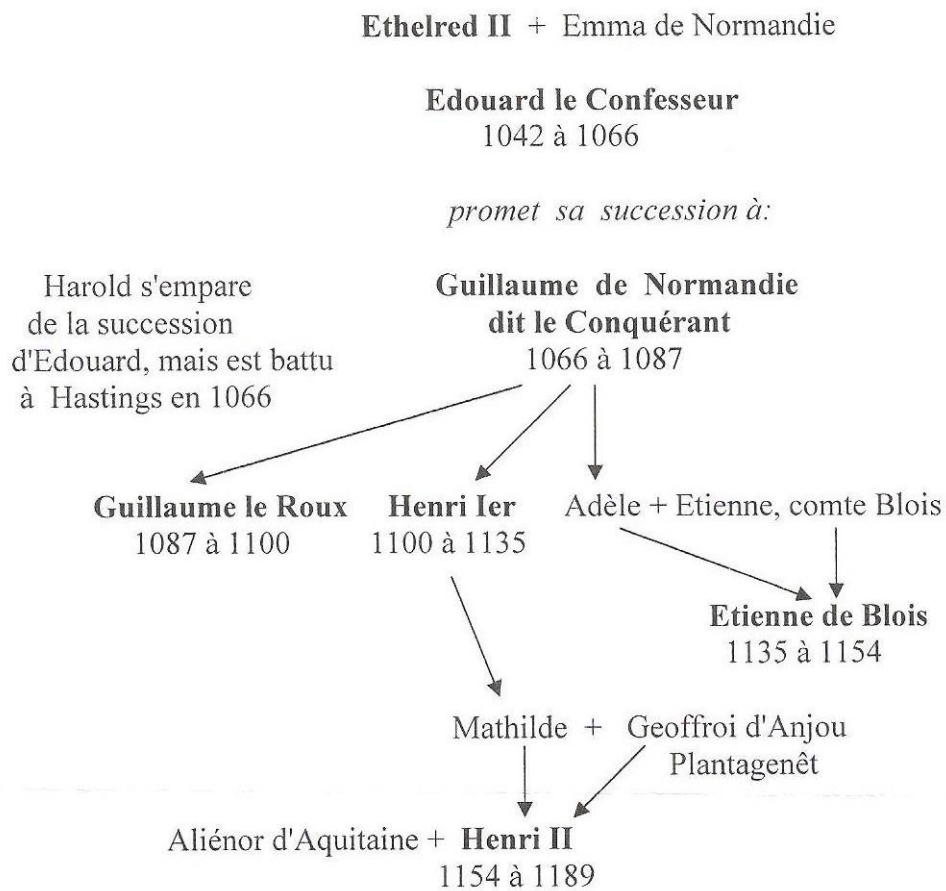 Ethelred II + Emma de Normandie
Edouard le Confesseur
1042 à 1066
promet sa succession à:
Harold s'empare
de la succession
d'Edouard, mais est battu
à Hastings en 1066
Guillaume de Normandie
dit le Conquérant
1066 à 1087
Guillaume le Roux
1087 à 1100
Henri Ier
1100 à 1135
Adèle + Etienne, comte Blois
Etienne de Blois
1135 à 1154
Mathilde + Geoffroi d'Anjou
Plantagenêt
Aliénor d'Aquitaine + Henri II
1154 à 1189